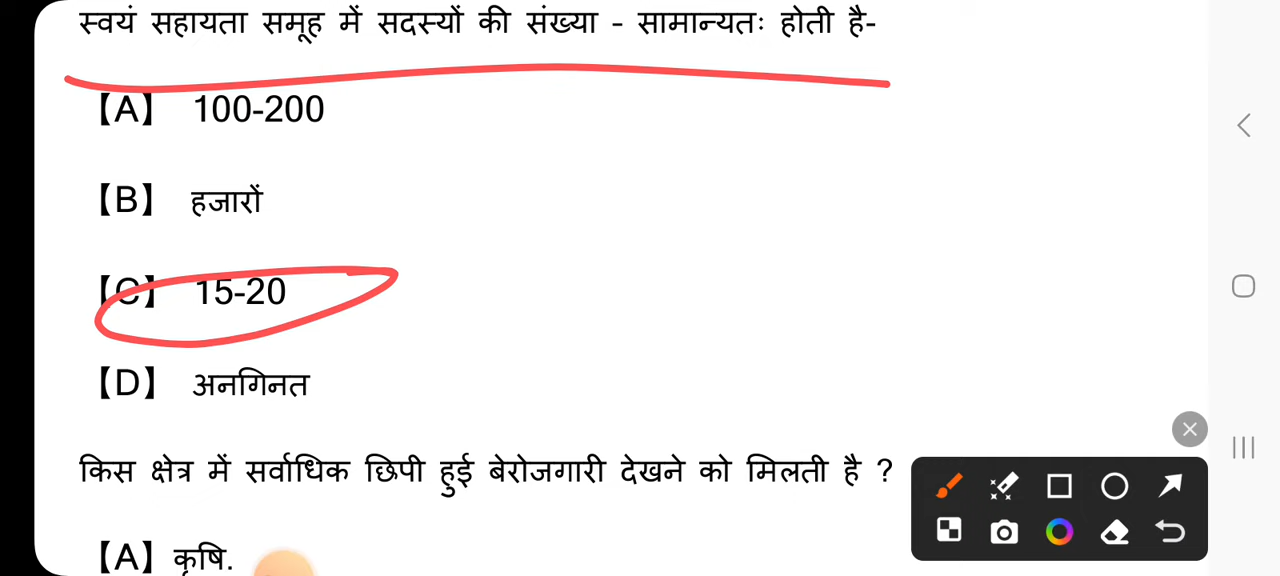 स्वयं सहायता समूह में सदस्यों की संख्या - सामान्यतः होती है-
【A】 100-200
【B】 हजारों
【C】 15-20
【D】 अनगिनत
किस क्षेत्र में सर्वाधिक छिपी हुई बेरोजगारी देखने को मिलती है ?
【A】कृषि.